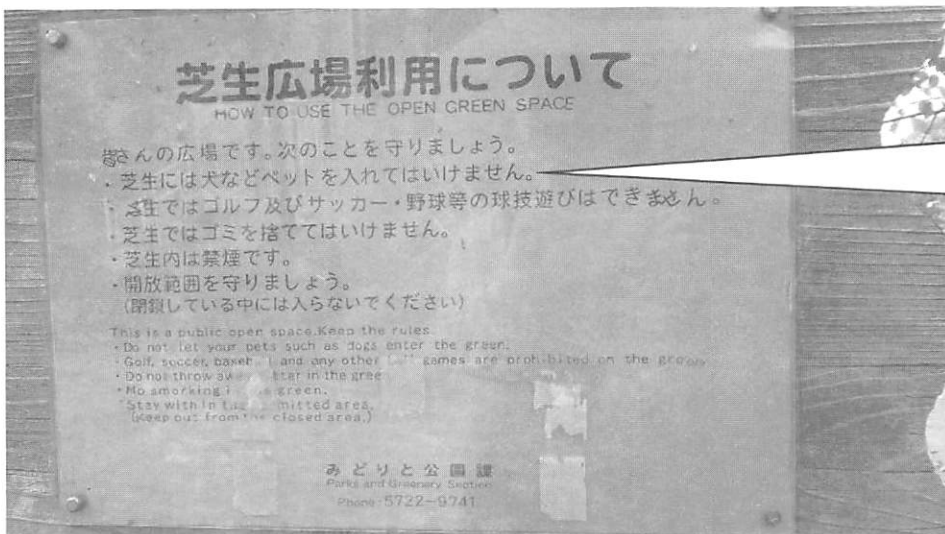 芝生広場利用について
HOW TO USE THE OPEN GREEN SPACE
皆さんの広場です。次のことを守りましょう。
・芝生には犬などペットを入れてはいけません。
・芝生ではゴルフ及びサッカー・野球等の球技遊びはできません。
・芝生ではゴミを捨ててはいけません。
・芝生内は禁煙です。
・開放範囲を守りましょう。
(閉鎖している中には入らないでください)
This is a public open space.Keep the rules.
・Do not let your pets such as dogs enter the green.
・Golf, soccer, and any other games are prohibited on the green.
・Do not throw in the
・No smorking green.
・Stay within area.
(Keep out from the closed area.)
みどりと公園課
Parks and Greenery Section
Phone:5722-9741